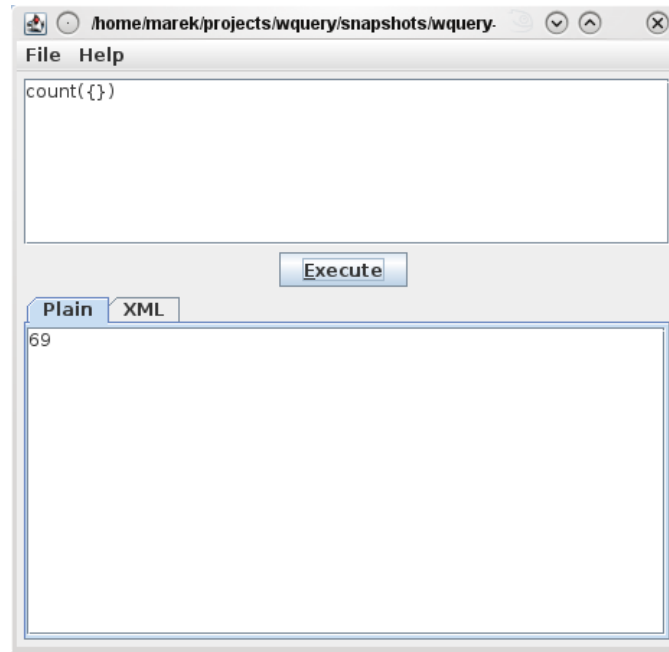 /home/marek/projects/wquery/snapshots/wquery-
File Help
count({})
Execute
Plain XML
69